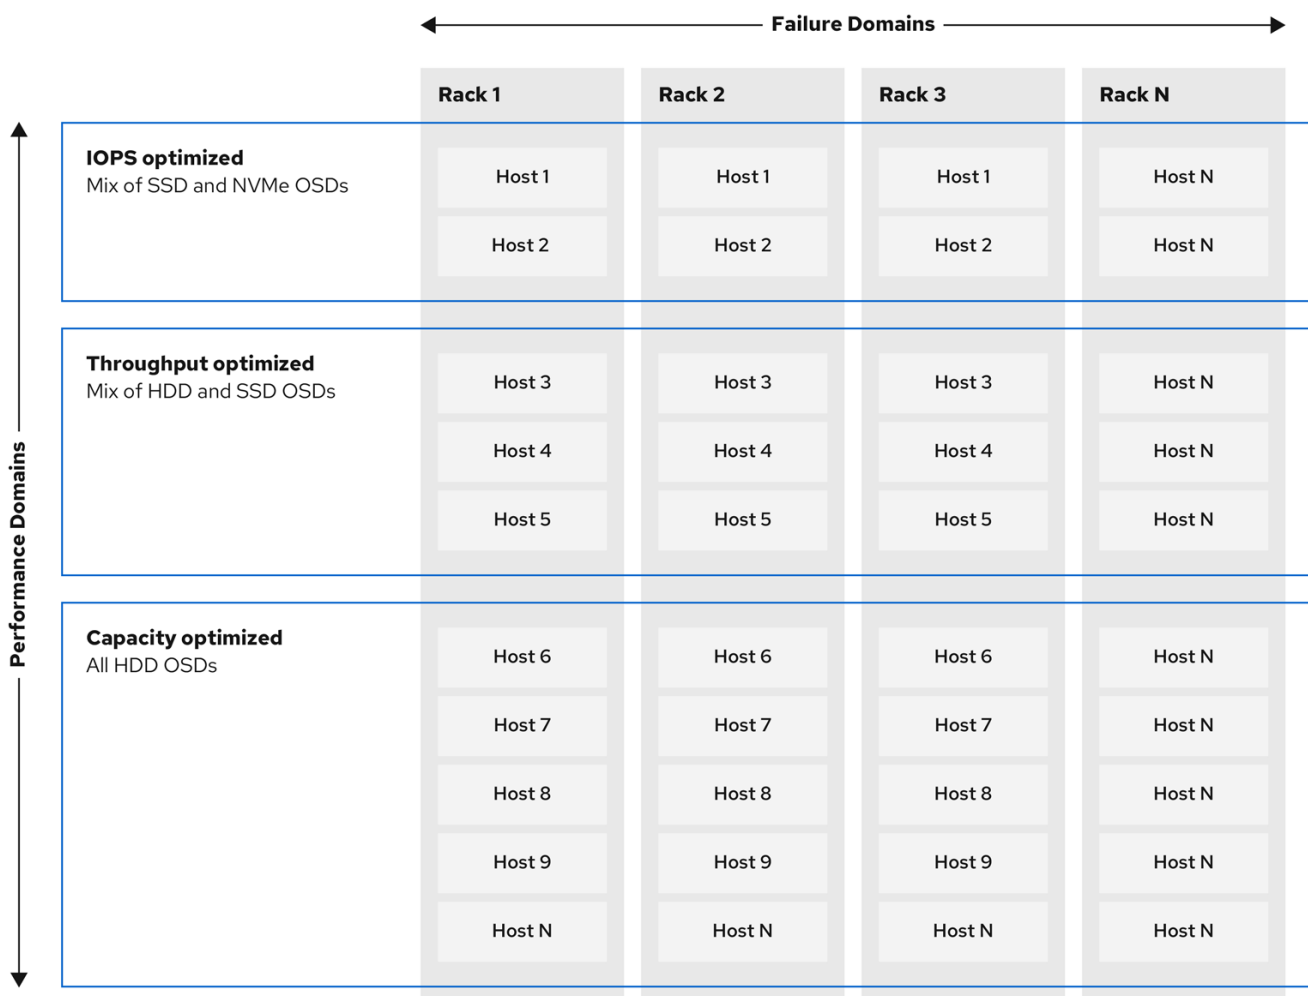 Failure Domains
Rack 1
Rack 2
Rack 3
Rack N
Performance Domains
IOPS optimized
Mix of SSD and NVMe OSDs
Host 1
Host 1
Host 1
Host N
Host 2
Host 2
Host 2
Host N
Throughput optimized
Mix of HDD and SSD OSDs
Host 3
Host 3
Host 3
Host N
Host 4
Host 4
Host 4
Host N
Host 5
Host 5
Host 5
Host N
Capacity optimized
All HDD OSDs
Host 6
Host 6
Host 6
Host N
Host 7
Host 7
Host 7
Host N
Host 8
Host 8
Host 8
Host N
Host 9
Host 9
Host 9
Host N
Host N
Host N
Host N
Host N